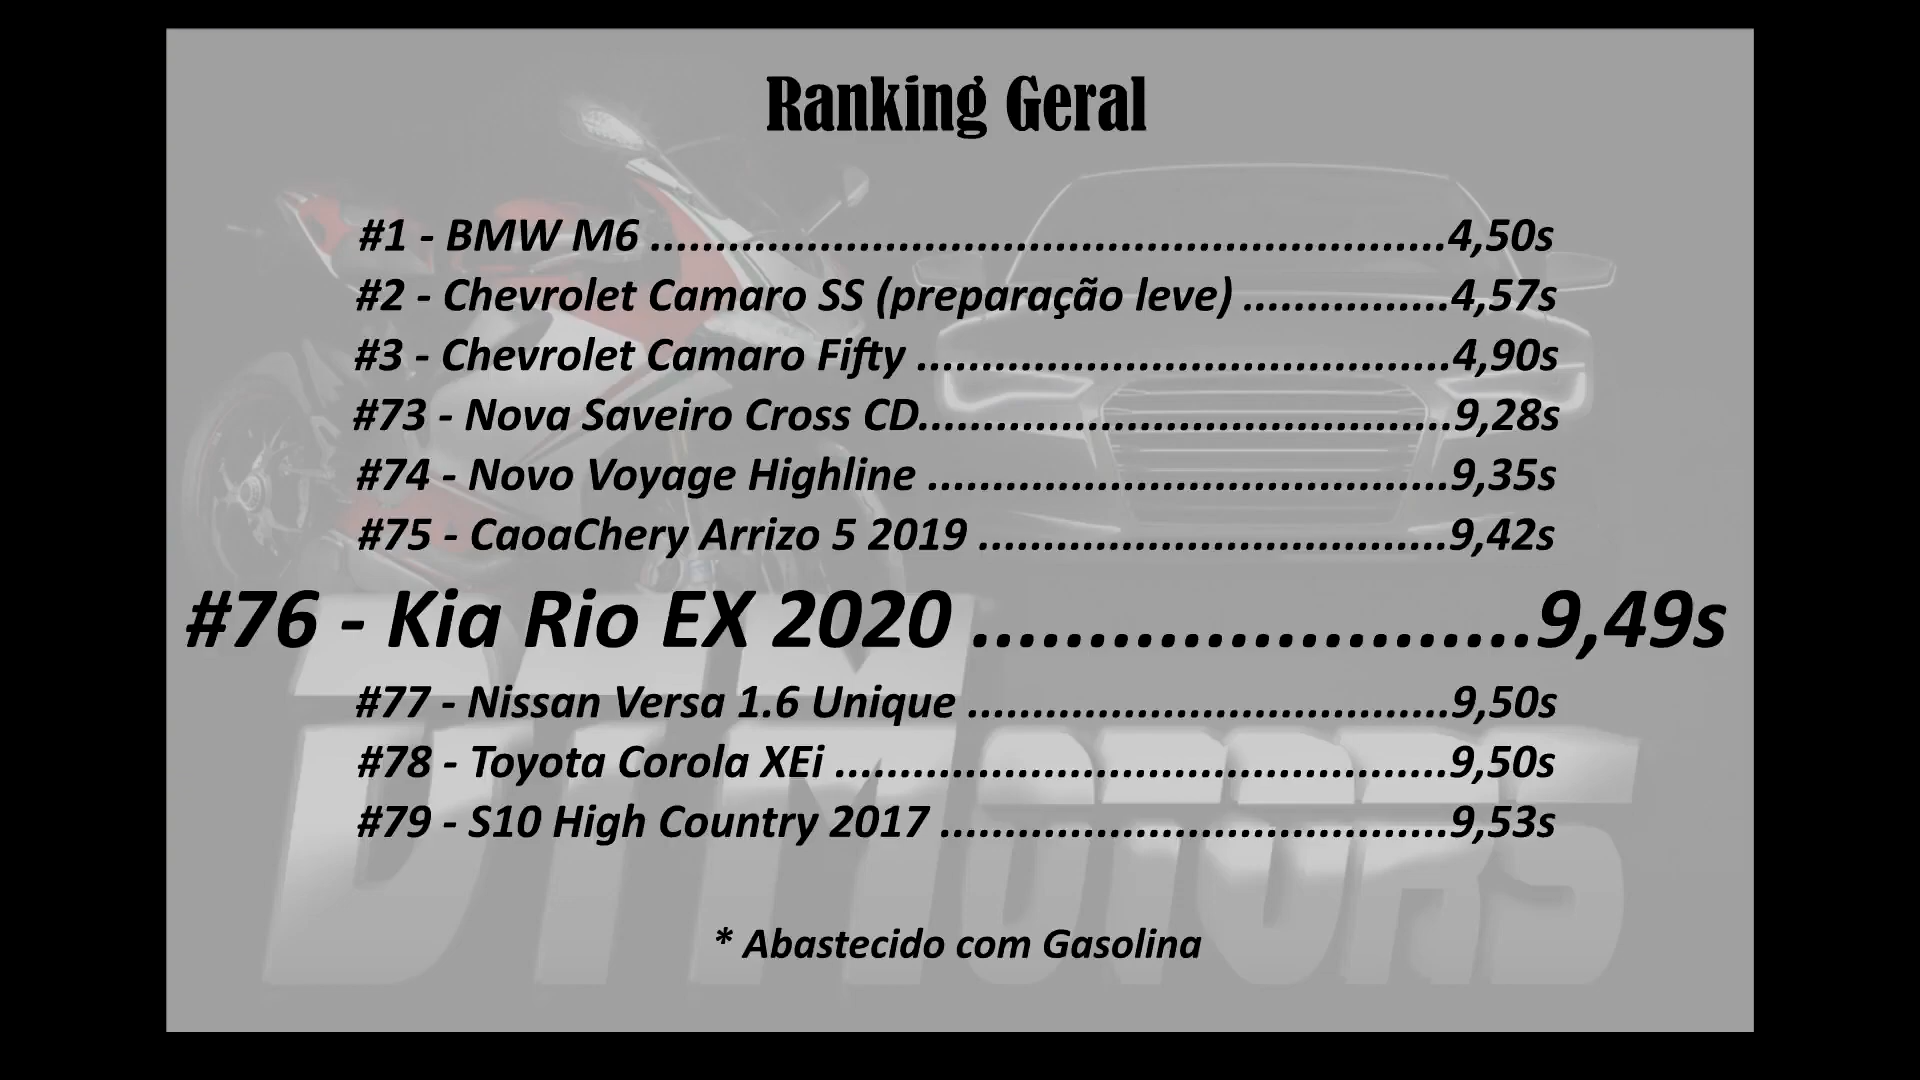 Ranking Geral
#1 - BMW M6 .............................................................4,50s
#2 - Chevrolet Camaro SS (preparação leve) ................4,57s
#3 - Chevrolet Camaro Fifty .........................................4,90s
#73 - Nova Saveiro Cross CD.........................................9,28s
#74 - Novo Voyage Highline ........................................9,35s
#75 - CaoaChery Arrizo 5 2019 ....................................9,42s
#76 - Kia Rio EX 2020 ........................9,49s
#77 - Nissan Versa 1.6 Unique .....................................9,50s
#78 - Toyota Corola XEi ...............................................9,50s
#79 - S10 High Country 2017 .......................................9,53s
* Abastecido com Gasolina
DTMotors